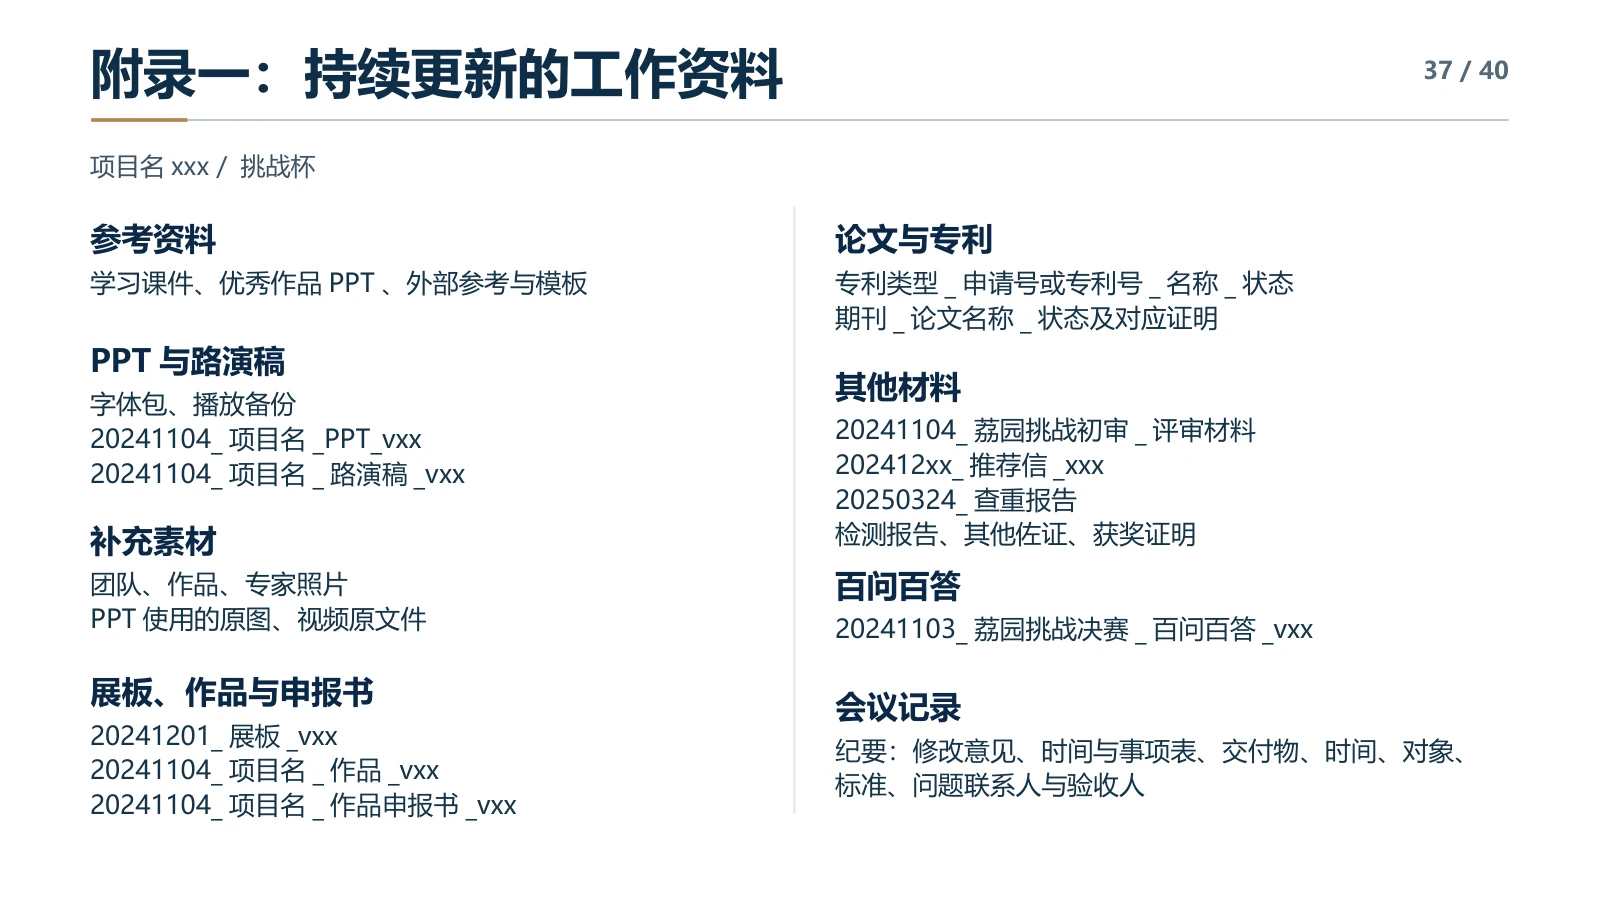 附录一：持续更新的工作资料
37 / 40
项目名 xxx / 挑战杯
参考资料
学习课件、优秀作品 PPT 、外部参考与模板
PPT 与路演稿
字体包、播放备份
20241104_ 项目名 _PPT_vxx
20241104_ 项目名 _ 路演稿 _vxx
补充素材
团队、作品、专家照片
PPT 使用的原图、视频原文件
展板、作品与申报书
20241201_ 展板 _vxx
20241104_ 项目名 _ 作品 _vxx
20241104_ 项目名 _ 作品申报书 _vxx
论文与专利
专利类型 _ 申请号或专利号 _ 名称 _ 状态
期刊 _ 论文名称 _ 状态及对应证明
其他材料
20241104_ 荔园挑战初审 _ 评审材料
202412xx_ 推荐信 _xxx
20250324_ 查重报告
检测报告、其他佐证、获奖证明
百问百答
20241103_ 荔园挑战决赛 _ 百问百答 _vxx
会议记录
纪要：修改意见、时间与事项表、交付物、时间、对象、
标准、问题联系人与验收人